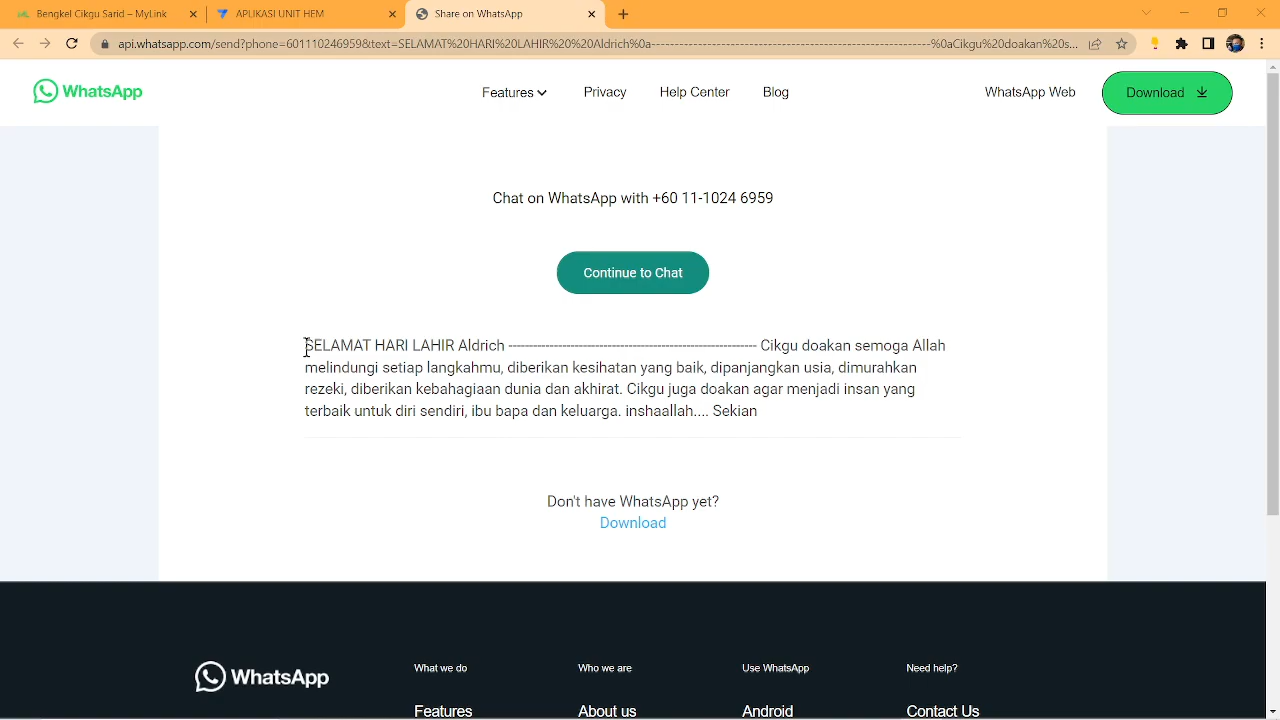 Bengkel Cikgu Sarid – MyLink
APLIKASI UNIT HEM
Share on WhatsApp
api.whatsapp.com/send?phone=601110246959&text=SELAMAT%20HARI%20LAHIR%20%20Aldrich%0a------------------------------------------------------------%0aCikgu%20doakan%20s...
WhatsApp
Features
Privacy
Help Center
Blog
WhatsApp Web
Download
Chat on WhatsApp with +60 11-1024 6959
Continue to Chat
SELAMAT HARI LAHIR Aldrich ------------------------------------------------------------ Cikgu doakan semoga Allah
melindungi setiap langkahmu, diberikan kesihatan yang baik, dipanjangkan usia, dimurahkan
rezeki, diberikan kebahagiaan dunia dan akhirat. Cikgu juga doakan agar menjadi insan yang
terbaik untuk diri sendiri, ibu bapa dan keluarga. inshaallah.... Sekian
Don't have WhatsApp yet?
Download
WhatsApp
What we do
Who we are
Use WhatsApp
Need help?
Features
About us
Android
Contact Us